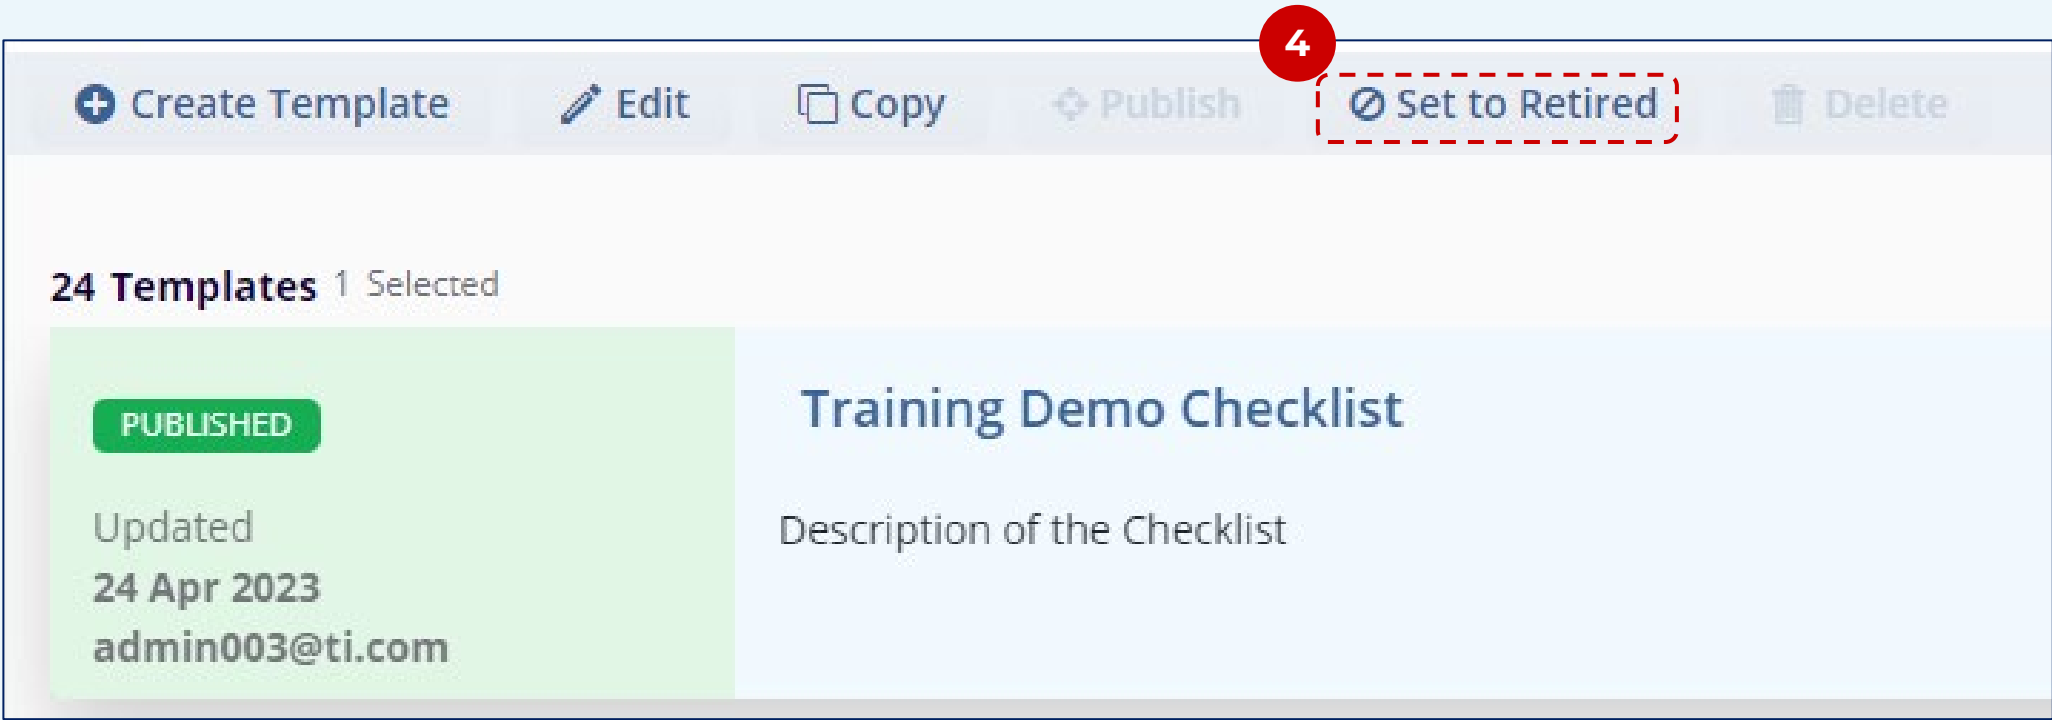 4
Create Template Edit Copy Publish Set to Retired Delete
24 Templates 1 Selected
PUBLISHED
Training Demo Checklist
Updated
Description of the Checklist
24 Apr 2023
admin003@ti.com